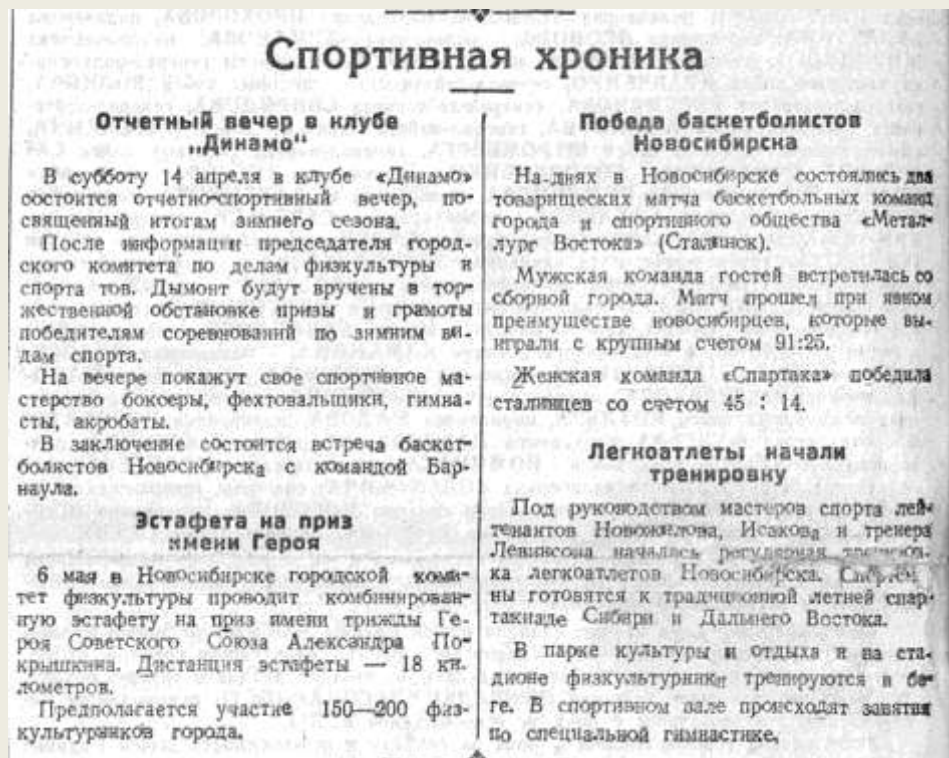 Спортивная хроника
Отчетный вечер в клубе
„Динамо“
В субботу 14 апреля в клубе «Динамо»
состоится отчетно-спортивный вечер, по-
священный итогам зимнего сезона.
После информации председателя город-
ского комитета по делам физкультуры и
спорта тов. Дымонт будут вручены в тор-
жественной обстановке призы и грамоты
победителям соревнований по зимним ви-
дам спорта.
На вечере покажут свое спортивное ма-
стерство боксеры, фехтовальщики, гимна-
сты, акробаты.
В заключение состоится встреча баскет-
болистов Новосибирска с командой Бар-
наула.
Эстафета на приз
имени Героя
6 мая в Новосибирске городской коми-
тет физкультуры проводит комбинирован-
ную эстафету на приз имени трижды Ге-
роя Советского Союза Александра По-
крышкина. Дистанция эстафеты — 18 ки.
лометров.
Предполагается участие 150—200 физ-
культурников города.
Победа баскетболистов
Новосибирска
На-днях в Новосибирске состоялись два
товарищеских матча баскетбольных команд
города и спортивного общества «Метал-
лург Востока» (Сталинск).
Мужская команда гостей встретилась со
сборной города. Матч прошел при явном
преимуществе новосибирцев, которые вы-
играли с крупным счетом 91:25.
Женская команда «Спартака» победила
сталинцев со счетом 45 : 14.
Легкоатлеты начали
тренировку
Под руководством мастеров спорта лей-
тенантов Новожилова, Исакова и тренера
Левинсона началась регулярная трениров-
ка легкоатлетов Новосибирска. Спортсме-
ны готовятся к традиционной летней спар-
такиаде Сибири и Дальнего Востока.
В парке культуры и отдыха и на ста-
дионе физкультурники тренируются в бе-
ге. В спортивном зале происходят занятия
по специальной гимнастике.